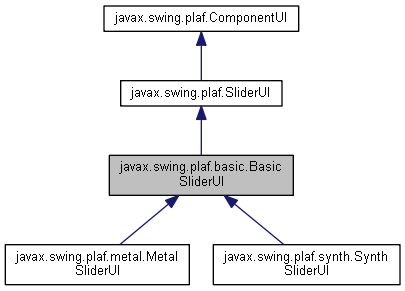 javax.swing.plaf.ComponentUI
javax.swing.plaf.SliderUI
javax.swing.plaf.basic.Basic
SliderUI
javax.swing.plaf.metal.Metal
SliderUI
javax.swing.plaf.synth.Synth
SliderUI